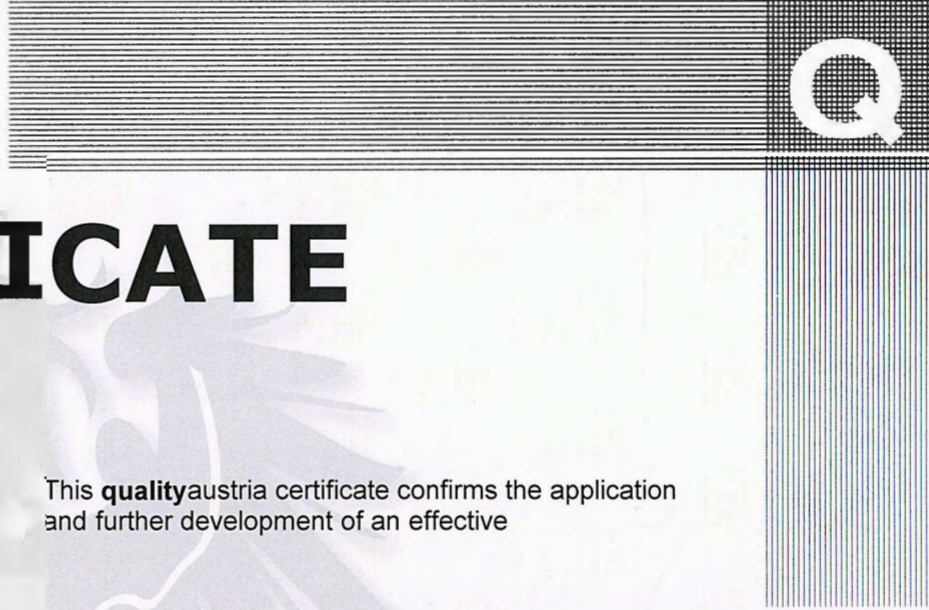 Q
ICATE
This qualityaustria certificate confirms the application
and further development of an effective